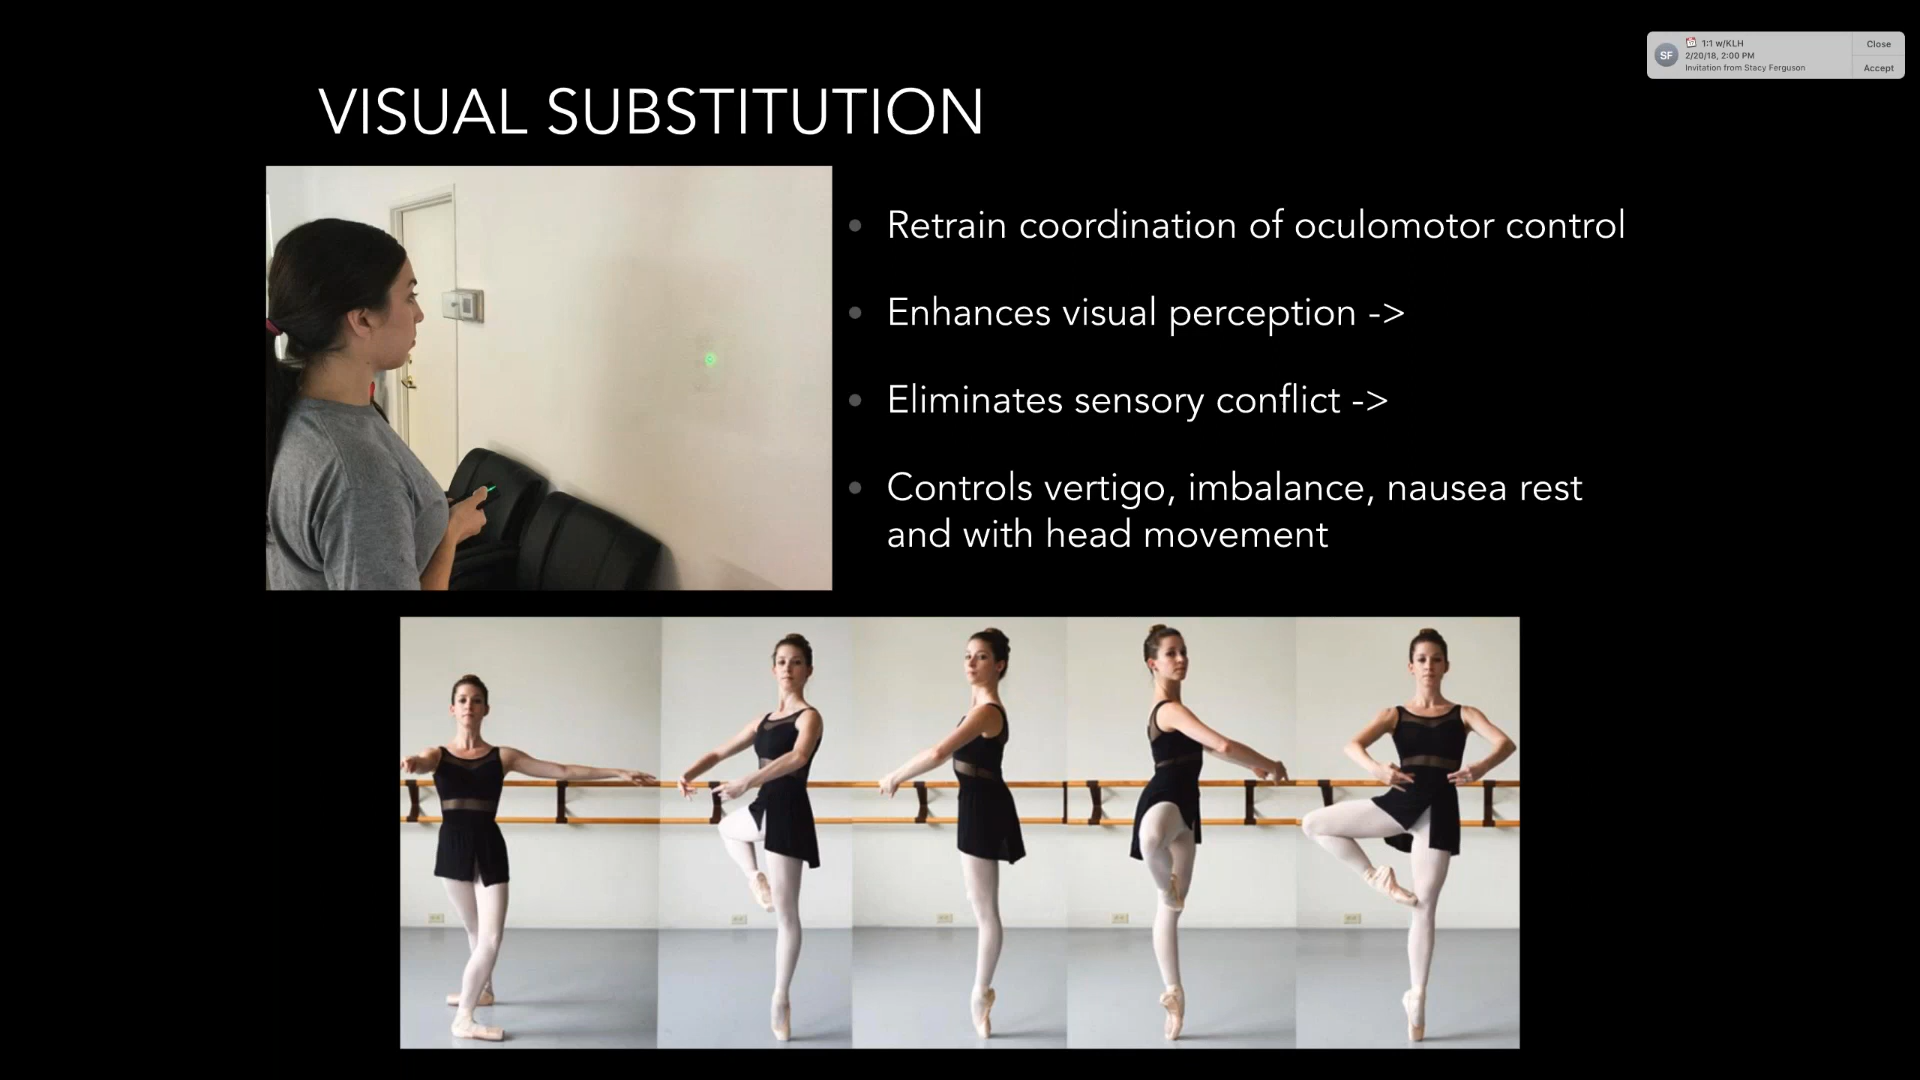 VISUAL SUBSTITUTION
Retrain coordination of oculomotor control
Enhances visual perception ->
Eliminates sensory conflict ->
Controls vertigo, imbalance, nausea rest
and with head movement
SF
1:1 w/KLH
2/20/18, 2:00 PM
Invitation from Stacy Ferguson
Close
Accept